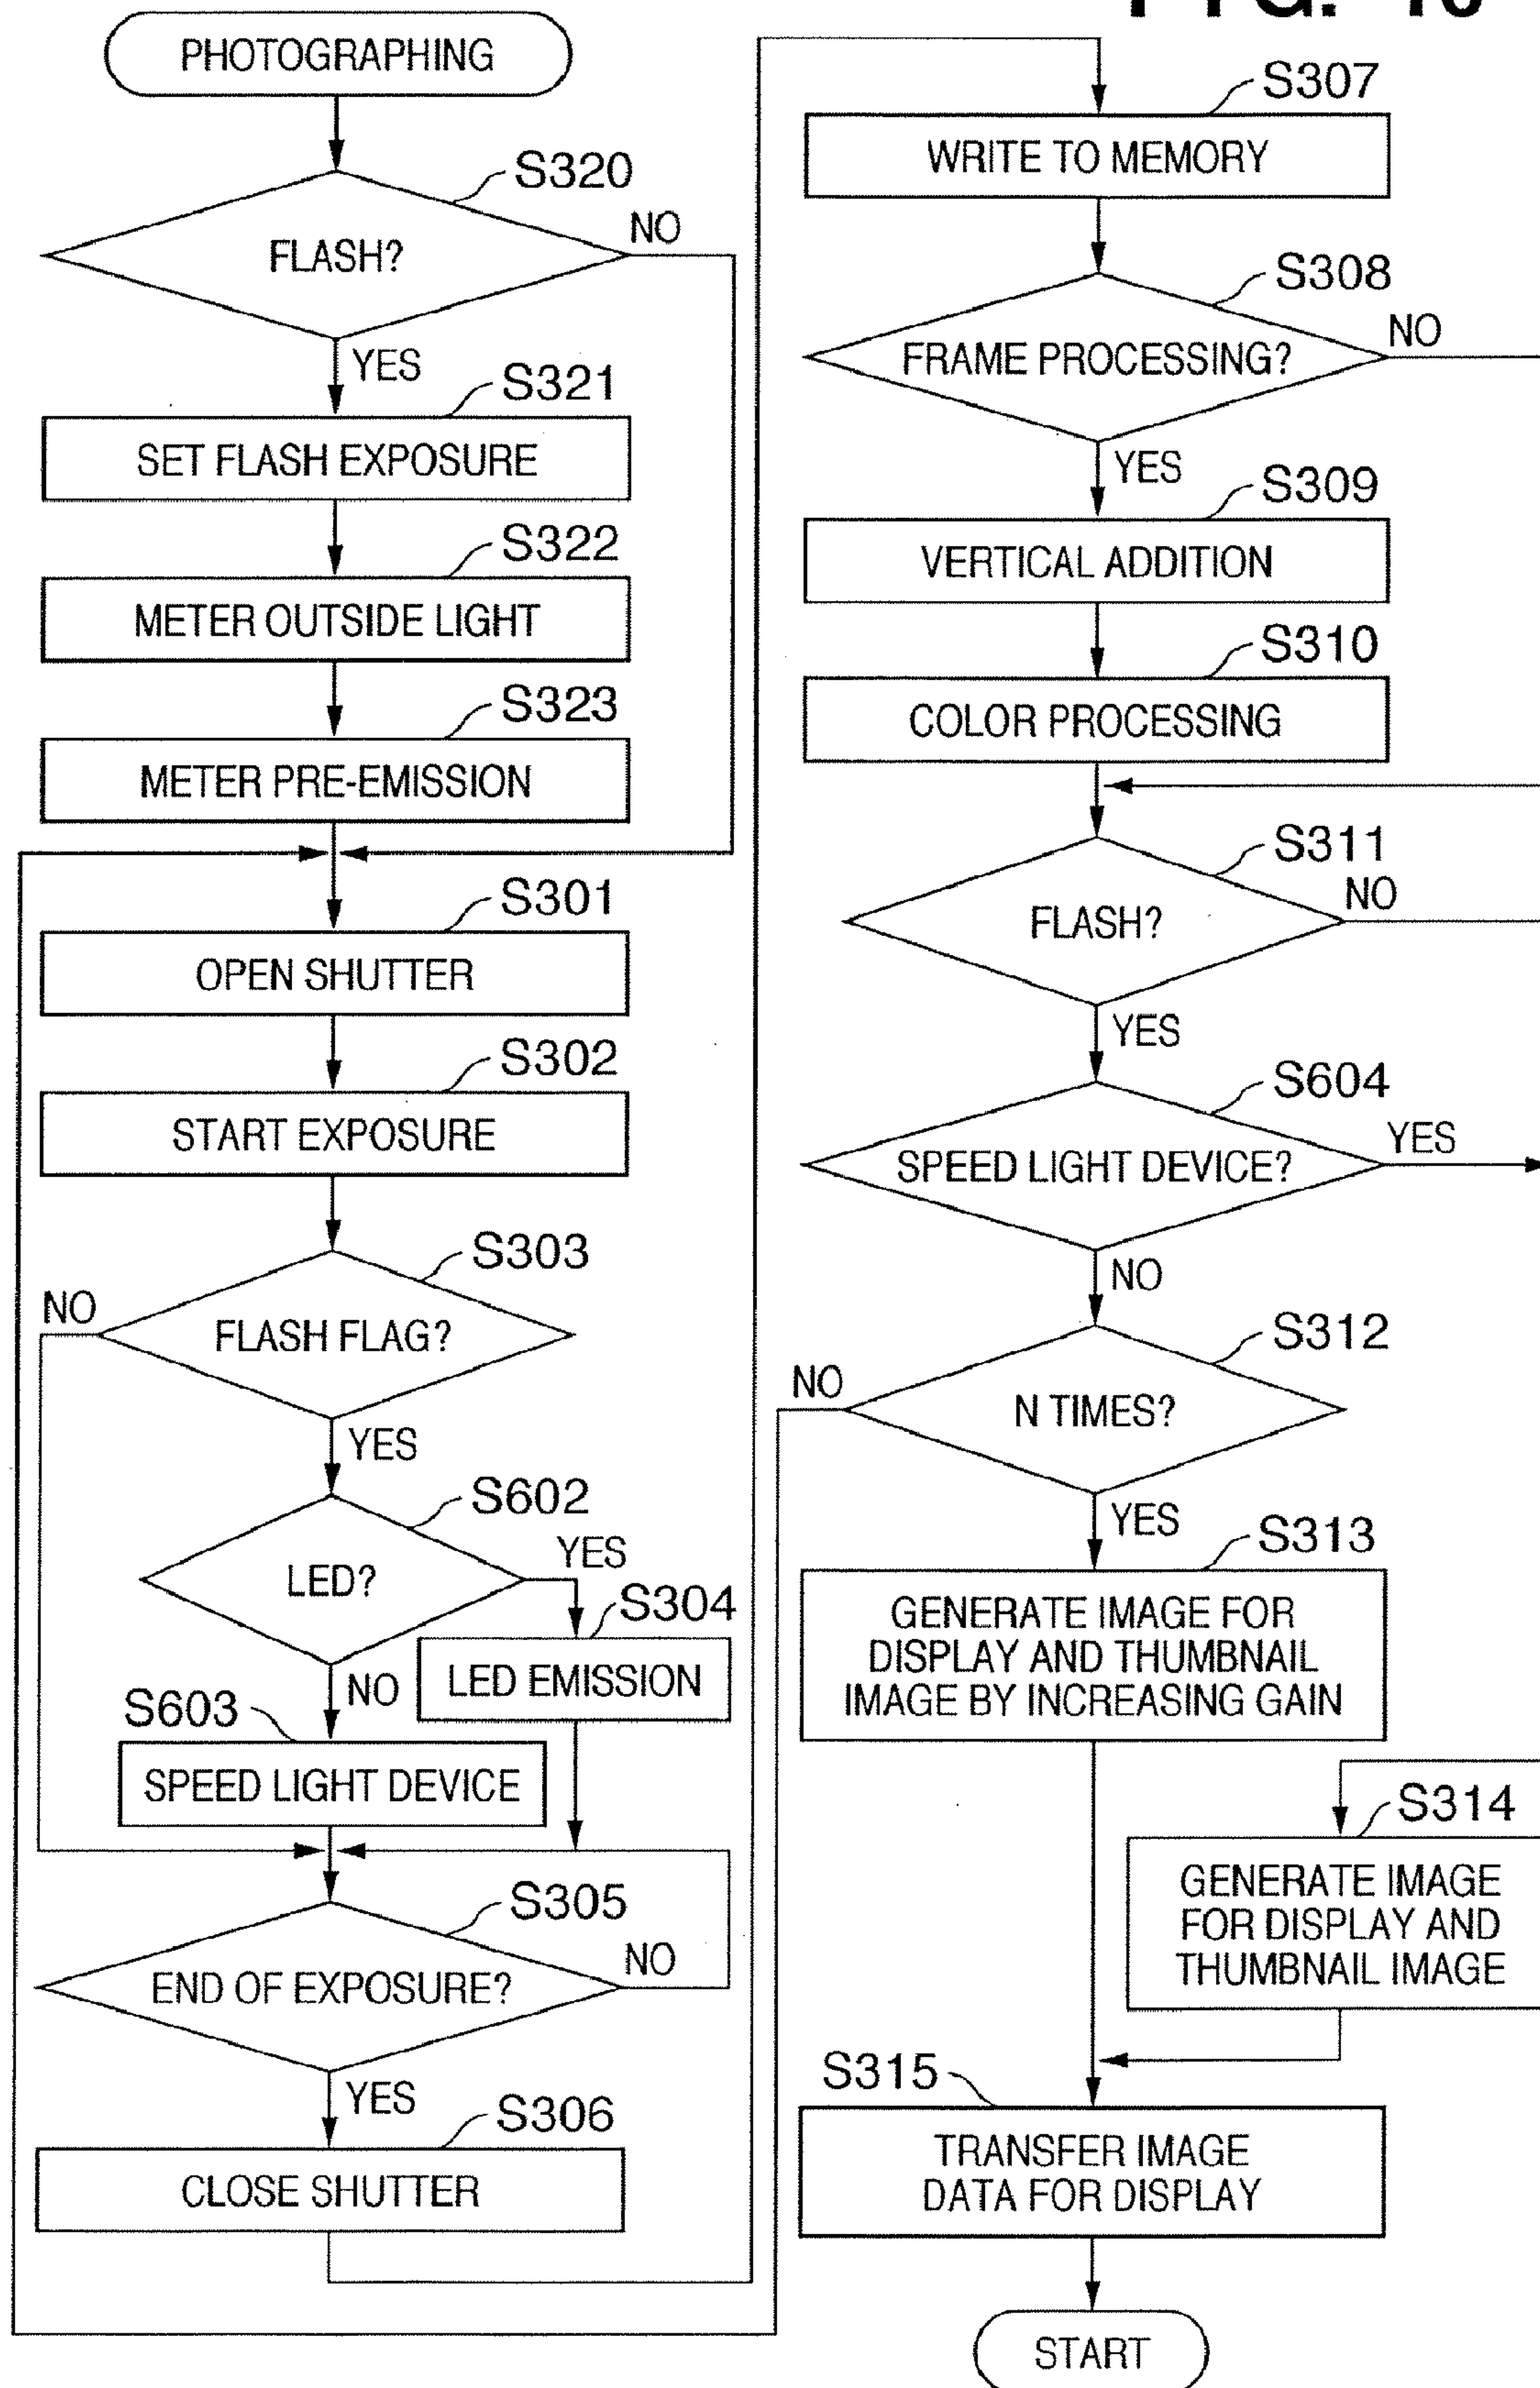 PHOTOGRAPHING
S320
FLASH?
NO
YES
S321
SET FLASH EXPOSURE
S322
METER OUTSIDE LIGHT
S323
METER PRE-EMISSION
S301
OPEN SHUTTER
S302
START EXPOSURE
S303
NO
FLASH FLAG?
YES
S602
LED?
YES
S304
LED EMISSION
NO
S603
SPEED LIGHT DEVICE
S305
END OF EXPOSURE?
NO
YES
S306
CLOSE SHUTTER
S307
WRITE TO MEMORY
S308
FRAME PROCESSING?
NO
YES
S309
VERTICAL ADDITION
S310
COLOR PROCESSING
S311
FLASH?
NO
YES
S604
SPEED LIGHT DEVICE?
YES
NO
S312
NO
N TIMES?
YES
S313
GENERATE IMAGE FOR
DISPLAY AND THUMBNAIL
IMAGE BY INCREASING GAIN
S314
GENERATE IMAGE
FOR DISPLAY AND
THUMBNAIL IMAGE
S315
TRANSFER IMAGE
DATA FOR DISPLAY
START